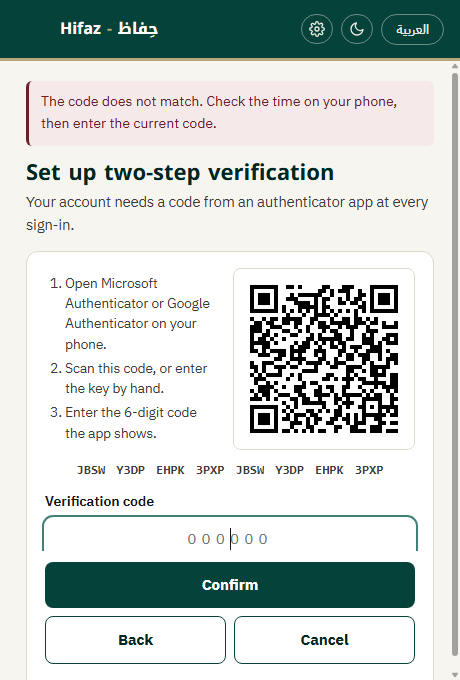 Hifaz - حِفاظ
العربية
The code does not match. Check the time on your phone,
then enter the current code.
Set up two-step verification
Your account needs a code from an authenticator app at every
sign-in.
1. Open Microsoft
Authenticator or Google
Authenticator on your
phone.
2. Scan this code, or enter
the key by hand.
3. Enter the 6-digit code
the app shows.
JBSW Y3DP EHPK 3PXP JBSW Y3DP EHPK 3PXP
Verification code
000000
Confirm
Back
Cancel